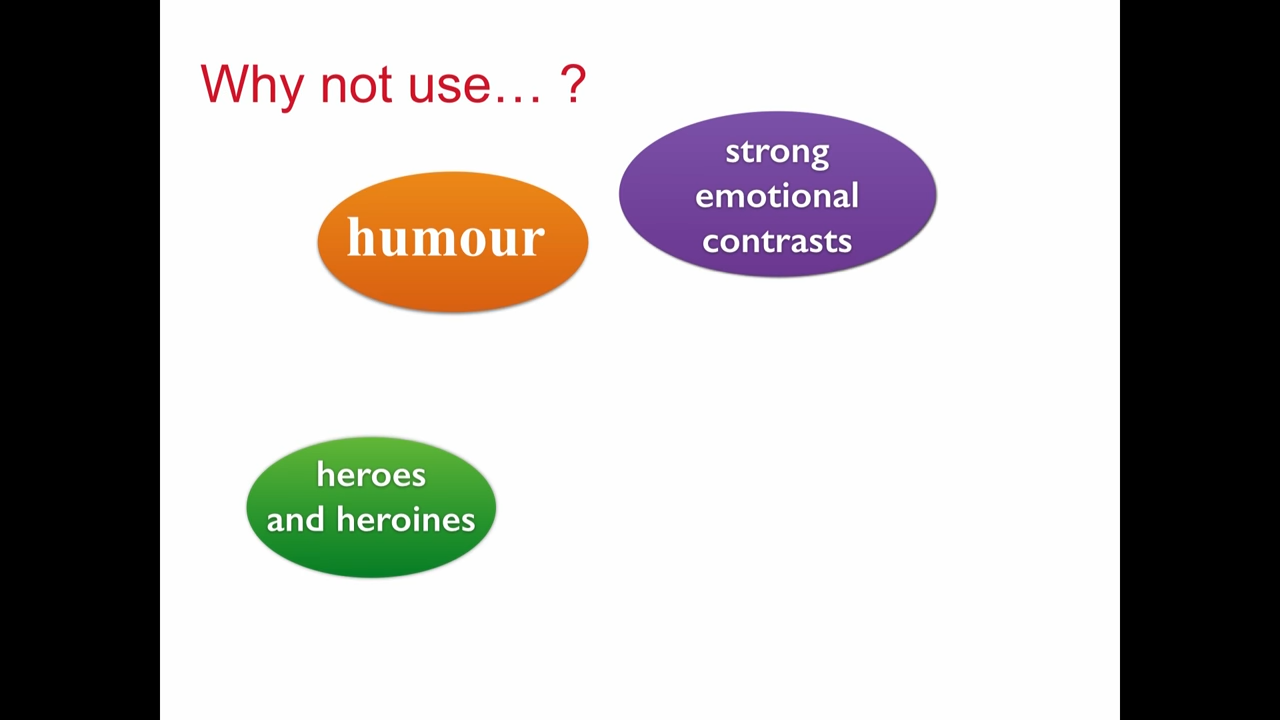 Why not use… ?
humour
strong
emotional
contrasts
heroes
and heroines